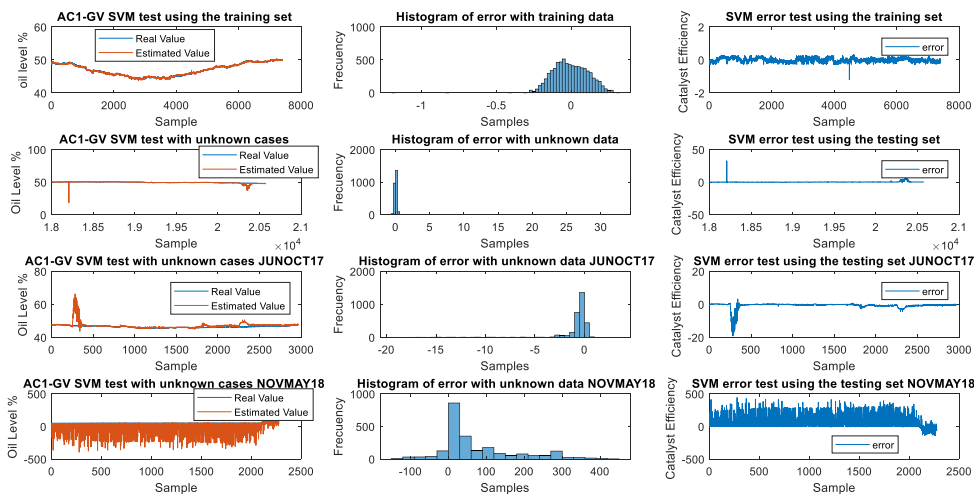 AC1-GV SVM test using the training set
oil level %
60
50
40
Real Value
Estimated Value
0
2000
4000
6000
8000
Sample
Histogram of error with training data
Frecuency
1000
500
0
-1
-0.5
0
Samples
SVM error test using the training set
Catalyst Efficiency
2
0
-2
error
0
2000
4000
6000
8000
Sample
AC1-GV SVM test with unknown cases
Oil Level %
100
50
0
Real Value
Estimated Value
1.8
1.85
1.9
1.95
2
2.05
2.1
Sample
×10⁴
Histogram of error with unknown data
Frecuency
2000
1000
0
0
5
10
15
20
25
30
Samples
SVM error test using the testing set
Catalyst Efficiency
50
0
-50
error
1.8
1.85
1.9
1.95
2
2.05
2.1
Sample
×10⁴
AC1-GV SVM test with unknown cases JUNOCT17
Oil Level %
80
60
40
Real Value
Estimated Value
0
500
1000
1500
2000
2500
3000
Sample
Histogram of error with unknown data JUNOCT17
Frecuency
2000
1000
0
-20
-15
-10
-5
0
Samples
SVM error test using the testing set JUNOCT17
Catalyst Efficiency
20
0
-20
error
0
500
1000
1500
2000
2500
3000
Sample
AC1-GV SVM test with unknown cases NOVMAY18
Oil Level %
500
0
-500
Real Value
Estimated Value
0
500
1000
1500
2000
2500
Sample
Histogram of error with unknown data NOVMAY18
Frecuency
1000
500
0
-100
0
100
200
300
400
Samples
SVM error test using the testing set NOVMAY18
Catalyst Efficiency
500
0
-500
error
0
500
1000
1500
2000
2500
Sample